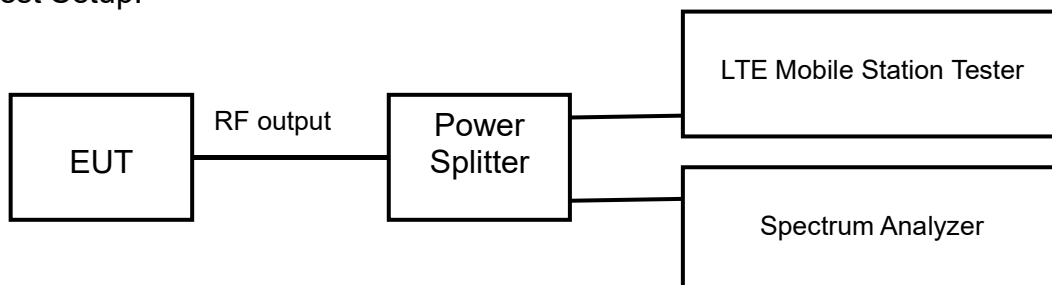 LTE Mobile Station Tester
RF output
EUT
Power
Splitter
Spectrum Analyzer